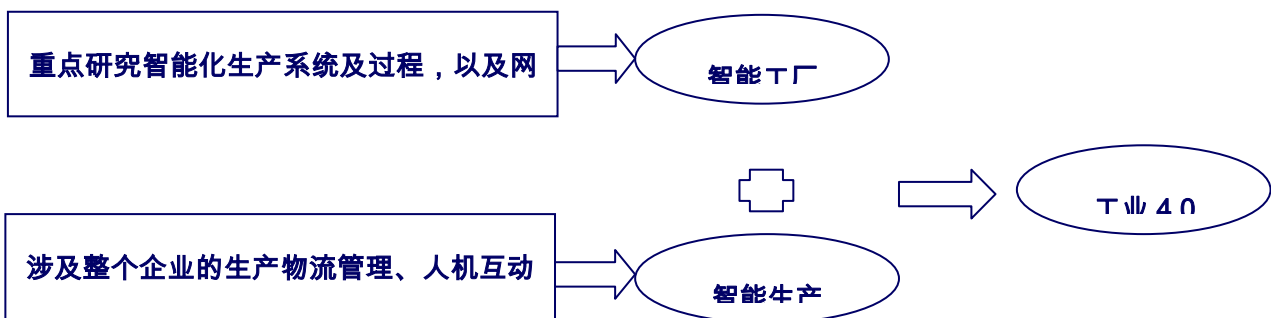 重点研究智能化生产系统及过程，以及网
智能工厂
工业4.0
涉及整个企业的生产物流管理、人机互动
智能生产